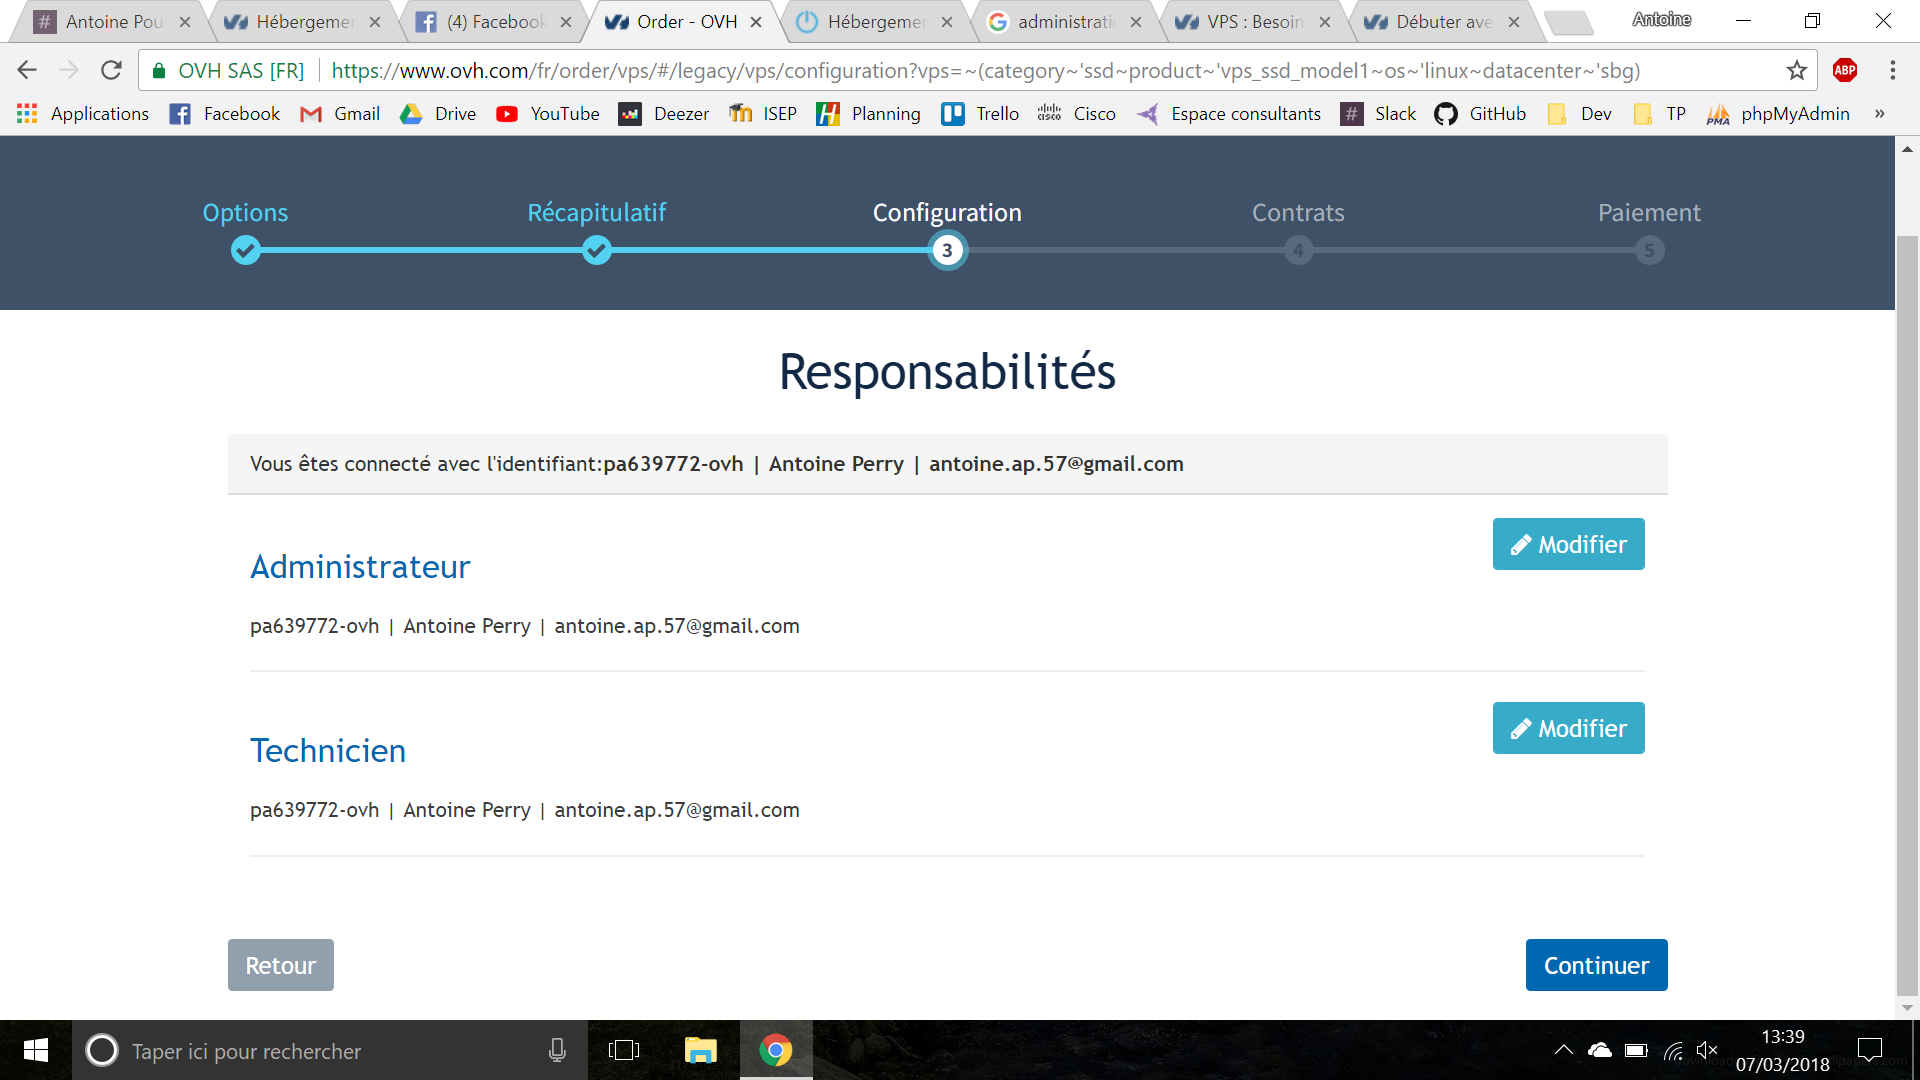 Antoine Pou
Hébergemen
(4) Facebook
Order - OVH
Hébergemen
administratio
VPS : Besoin
Débuter ave
Antoine
OVH SAS [FR]
https://www.ovh.com/fr/order/vps/#/legacy/vps/configuration?vps=~(category~'ssd~product~'vps_ssd_model1~os~'linux~datacenter~'sbg)
ABP
Applications
Facebook
Gmail
Drive
YouTube
Deezer
ISEP
Planning
Trello
Cisco
Espace consultants
Slack
GitHub
Dev
TP
phpMyAdmin
»
Options
Récapitulatif
Configuration
Contrats
Paiement
3
4
5
Responsabilités
Vous êtes connecté avec l'identifiant:pa639772-ovh | Antoine Perry | antoine.ap.57@gmail.com
Modifier
Administrateur
pa639772-ovh | Antoine Perry | antoine.ap.57@gmail.com
Modifier
Technicien
pa639772-ovh | Antoine Perry | antoine.ap.57@gmail.com
Retour
Continuer
Taper ici pour rechercher
13:39
07/03/2018